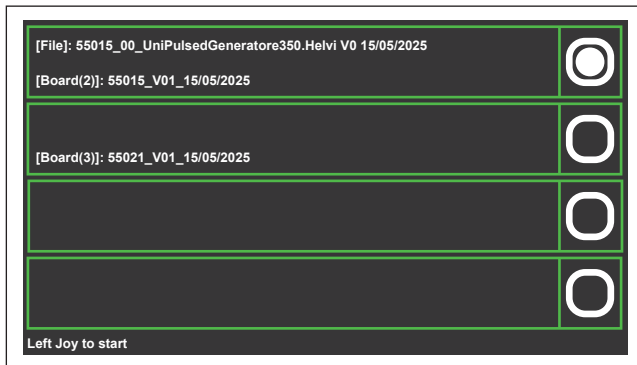 [File]: 55015_00_UniPulsedGeneratore350.Helvi V0 15/05/2025
[Board(2)]: 55015_V01_15/05/2025
[Board(3)]: 55021_V01_15/05/2025
Left Joy to start